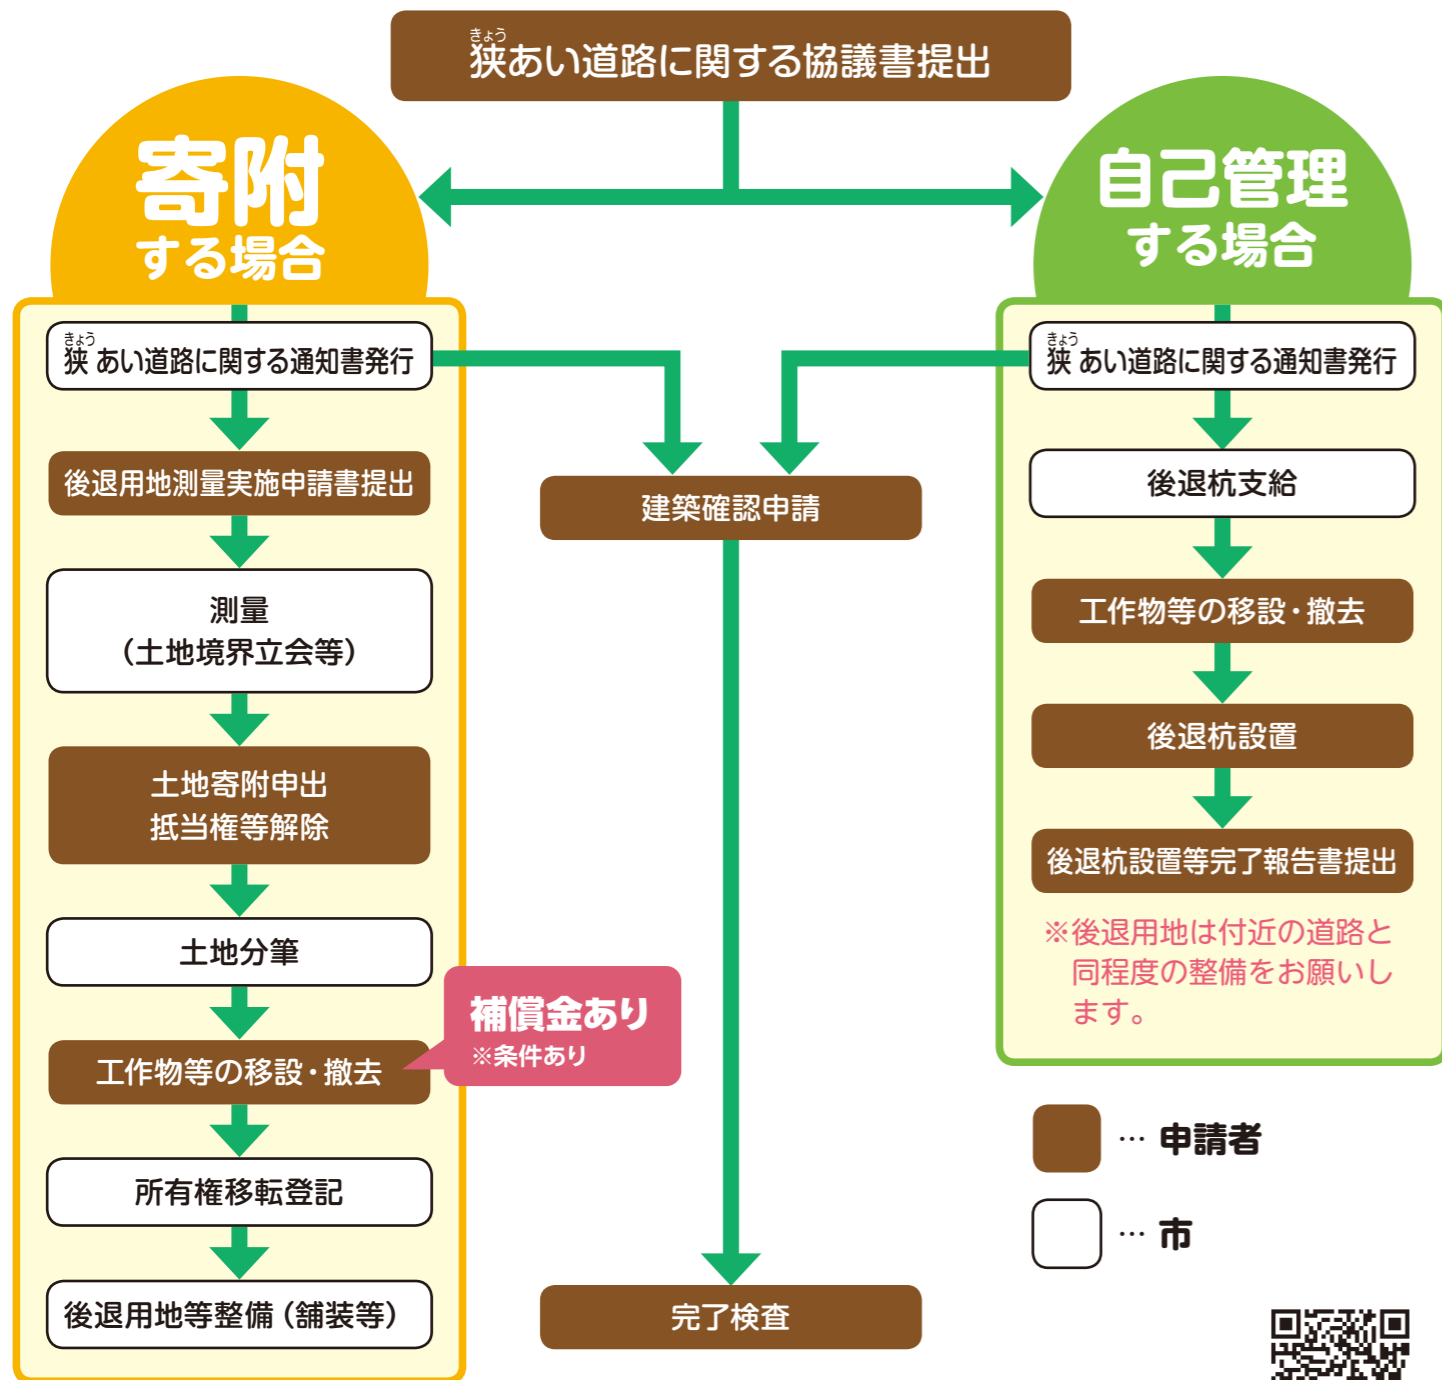 狭あい道路に関する協議書提出
きょう
寄附
する場合
狭あい道路に関する通知書発行
きょう
後退用地測量実施申請書提出
測量
（土地境界立会等）
土地寄附申出
抵当権等解除
土地分筆
工作物等の移設・撤去
補償金あり
※条件あり
所有権移転登記
後退用地等整備（舗装等）
建築確認申請
完了検査
自己管理
する場合
狭あい道路に関する通知書発行
きょう
後退杭支給
工作物等の移設・撤去
後退杭設置
後退杭設置等完了報告書提出
※後退用地は付近の道路と
同程度の整備をお願いし
ます。
… 申請者
… 市